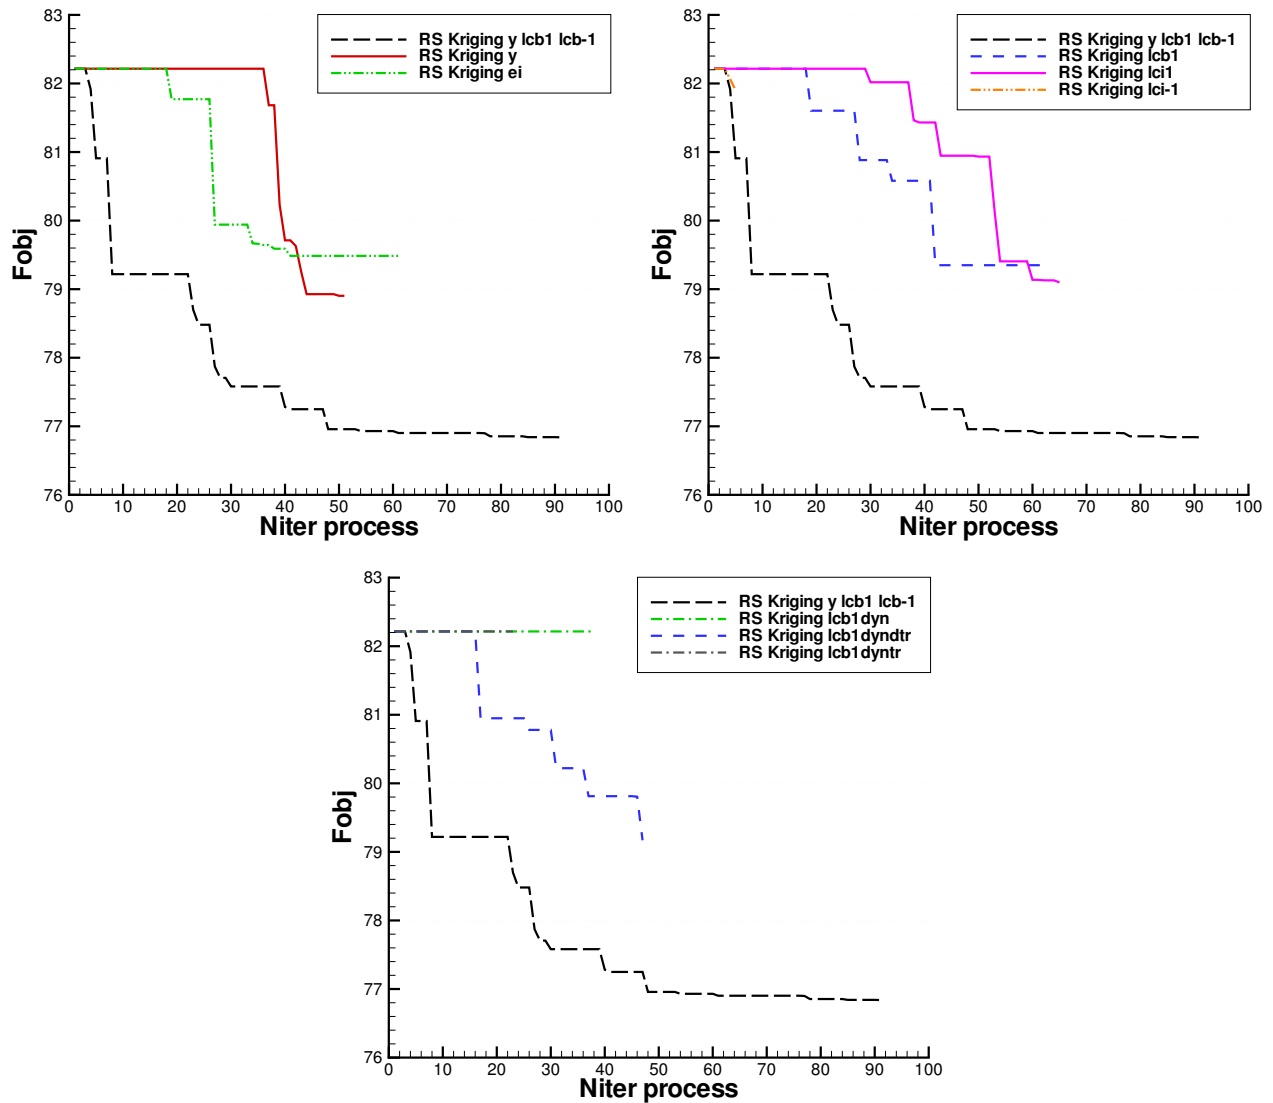 83
82
81
80
79
78
77
76
Fobj
0 10 20 30 40 50 60 70 80 90 100
Niter process
RS Kriging y lcb1 lcb-1
RS Kriging y
RS Kriging ei
83
82
81
80
79
78
77
76
Fobj
0 10 20 30 40 50 60 70 80 90 100
Niter process
RS Kriging y lcb1 lcb-1
RS Kriging lcb1
RS Kriging lci1
RS Kriging lci-1
83
82
81
80
79
78
77
76
Fobj
0 10 20 30 40 50 60 70 80 90 100
Niter process
RS Kriging y lcb1 lcb-1
RS Kriging lcb1dyn
RS Kriging lcb1dyndtr
RS Kriging lcb1dyntr